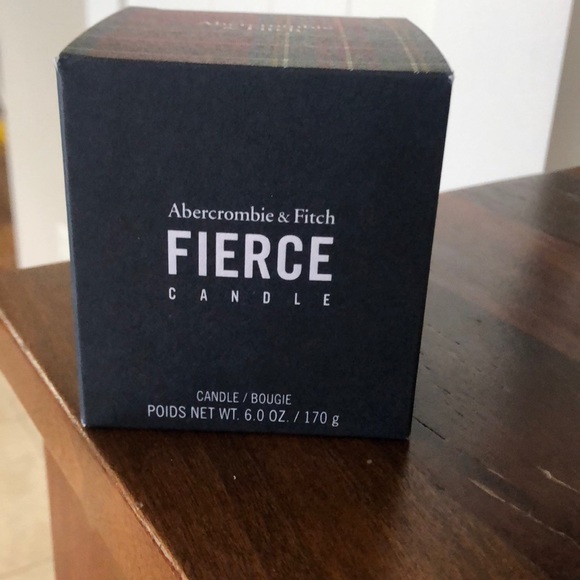 Abercrombie & Fitch
FIERCE
CANDLE
CANDLE / BOUGIE
POIDS NET WT. 6.0 OZ. / 170 g